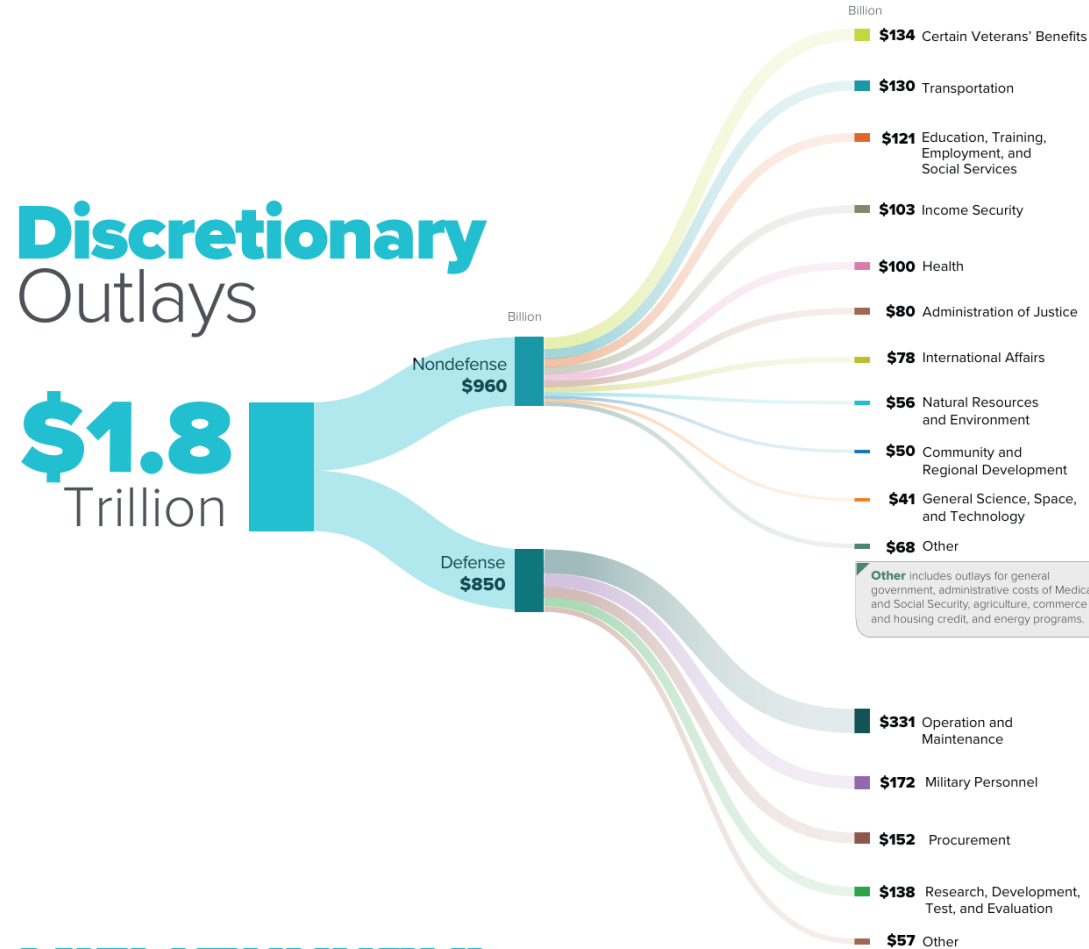 Discretionary
Outlays
$1.8
Trillion
Billion
Nondefense
$960
Defense
$850
Billion
$134 Certain Veterans’ Benefits
$130 Transportation
$121 Education, Training,
Employment, and
Social Services
$103 Income Security
$100 Health
$80 Administration of Justice
$78 International Affairs
$56 Natural Resources
and Environment
$50 Community and
Regional Development
$41 General Science, Space,
and Technology
$68 Other
Other includes outlays for general
government, administrative costs of
and Social Security, agriculture, commerce
and housing credit, and energy programs.
$331 Operation and
Maintenance
$172 Military Personnel
$152 Procurement
$138 Research, Development,
Test, and Evaluation
$57 Other